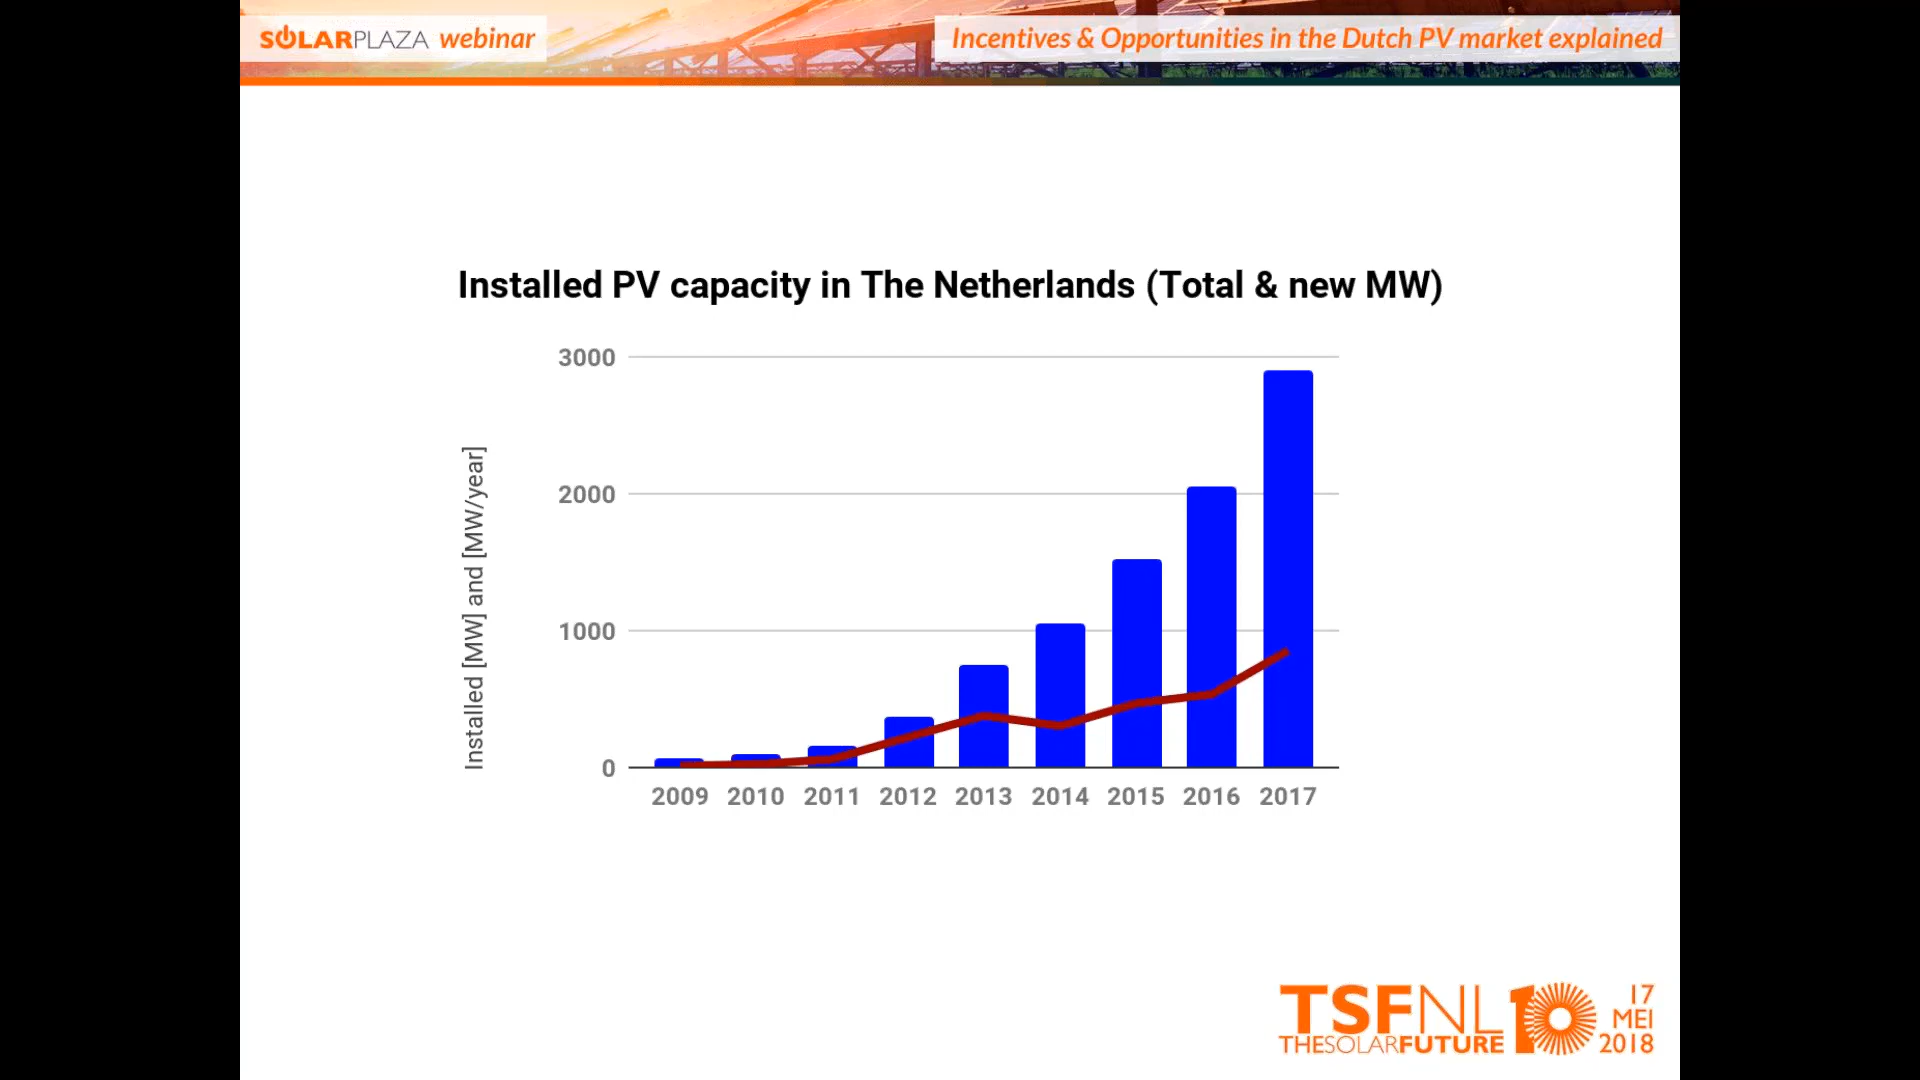 SOLARPLAZA webinar
Incentives & Opportunities in the Dutch PV market explained
Installed PV capacity in The Netherlands (Total & new MW)
Installed [MW] and [MW/year]
3000
2000
1000
0
2009 2010 2011 2012 2013 2014 2015 2016 2017
TSFNL 10
THESOLARFUTURE
17
MEI
2018